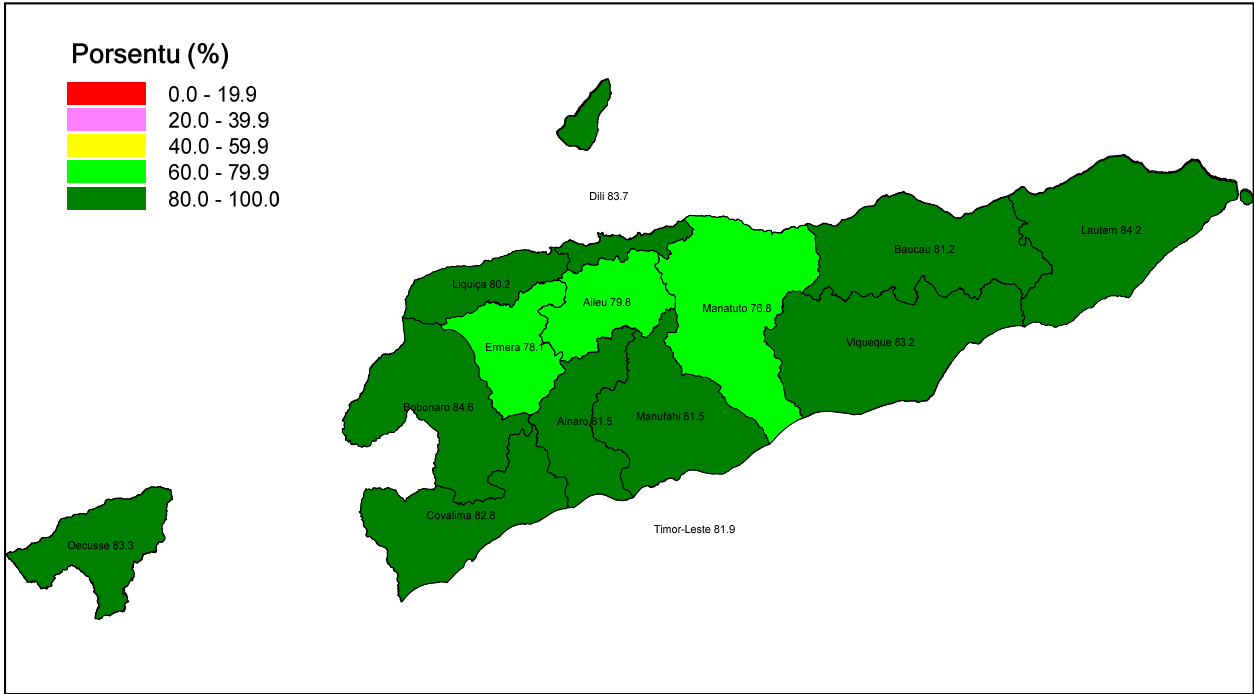 Porsentu (%)
0.0 - 19.9
20.0 - 39.9
40.0 - 59.9
60.0 - 79.9
80.0 - 100.0
Dili 83.7
Lautem 84.2
Baucau 81.2
Liquiça 80.2
Aileu 79.8
Manatuto 76.8
Ermera 78.1
Viqueque 83.2
Bobonaro 84.6
Ainaro 81.5
Manufahi 81.5
Covalima 82.8
Timor-Leste 81.9
Oecusse 83.3